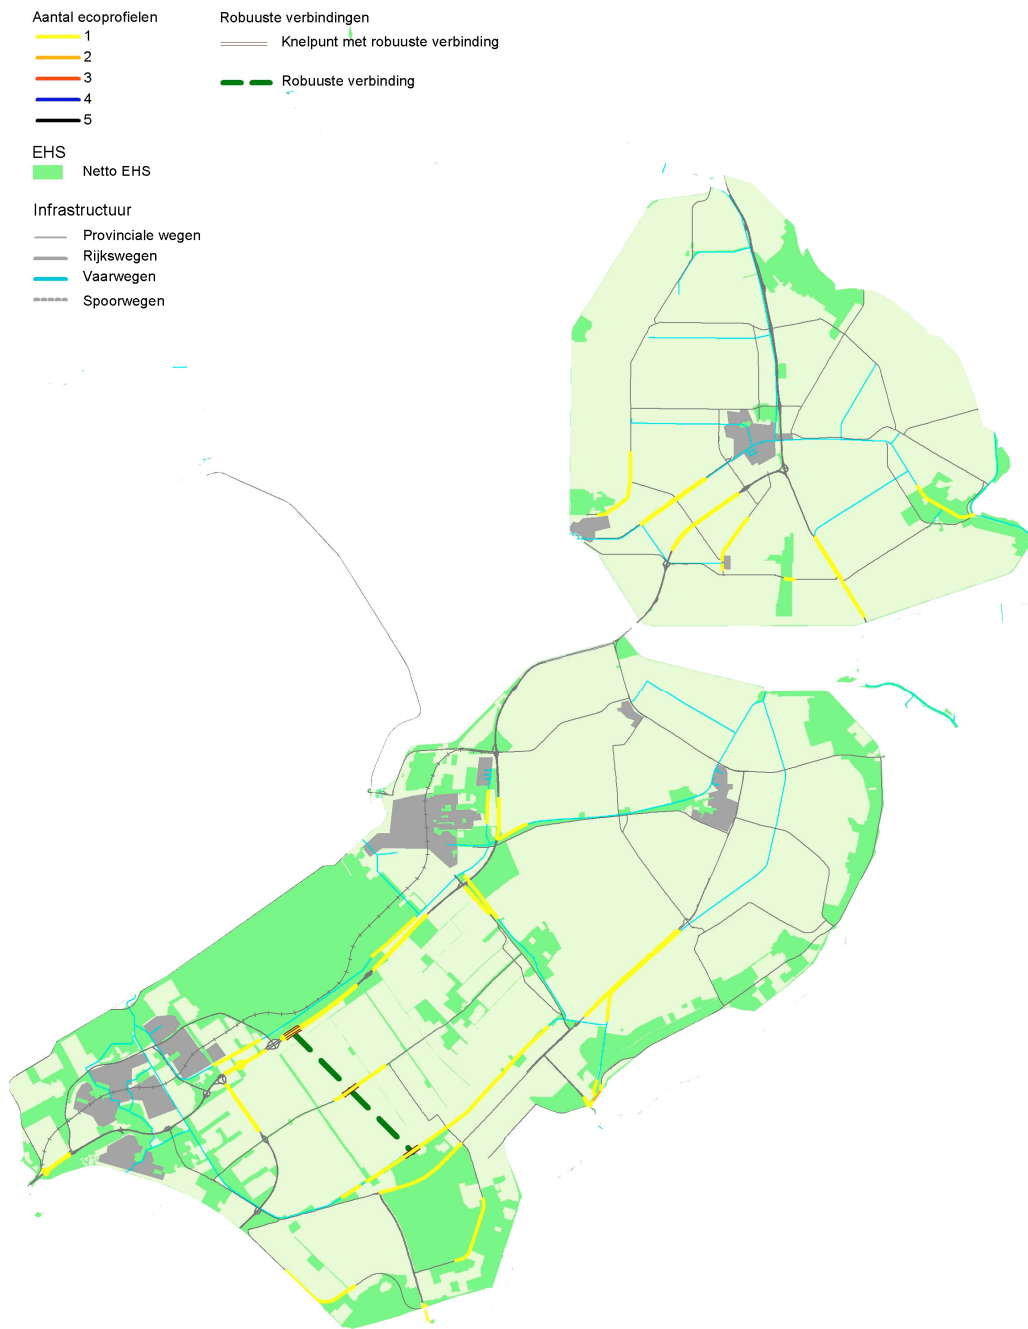 Aantal ecoprofielen
1
2
3
4
5
Robuuste verbindingen
Knelpunt met robuuste verbinding
Robuuste verbinding
EHS
Netto EHS
Infrastructuur
Provinciale wegen
Rijkswegen
Vaarwegen
Spoorwegen